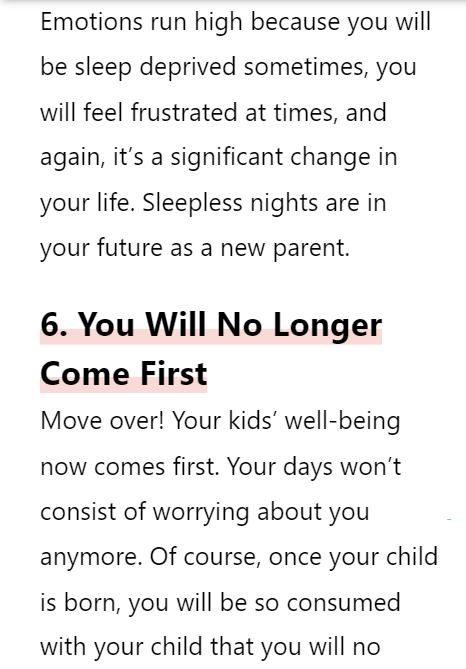 Emotions run high because you will
be sleep deprived sometimes, you
will feel frustrated at times, and
again, it’s a significant change in
your life. Sleepless nights are in
your future as a new parent.
6. You Will No Longer
Come First
Move over! Your kids’ well-being
now comes first. Your days won’t
consist of worrying about you
anymore. Of course, once your child
is born, you will be so consumed
with your child that you will no